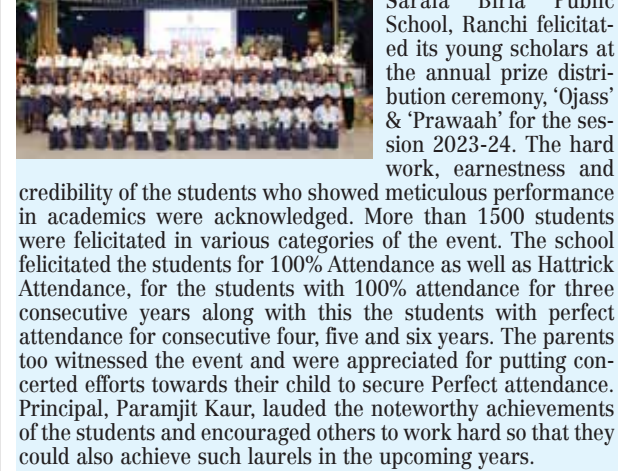 Sarala Birla Public
School, Ranchi felicitat-
ed its young scholars at
the annual prize distri-
bution ceremony, ‘Ojass’
& ‘Prawaah’ for the ses-
sion 2023-24. The hard
work, earnestness and
credibility of the students who showed meticulous performance
in academics were acknowledged. More than 1500 students
were felicitated in various categories of the event. The school
felicitated the students for 100% Attendance as well as Hattrick
Attendance, for the students with 100% attendance for three
consecutive years along with this the students with perfect
attendance for consecutive four, five and six years. The parents
too witnessed the event and were appreciated for putting con-
certed efforts towards their child to secure Perfect attendance.
Principal, Paramjit Kaur, lauded the noteworthy achievements
of the students and encouraged others to work hard so that they
could also achieve such laurels in the upcoming years.